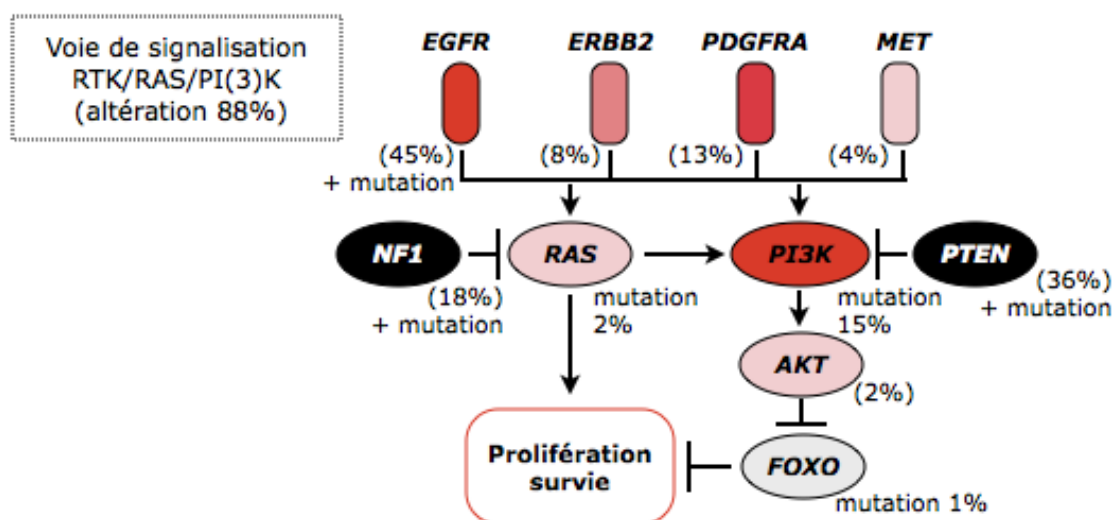 Voie de signalisation
RTK/RAS/PI(3)K
(altération 88%)
EGFR
ERBB2
PDGFRA
MET
(45%)
+ mutation
(8%)
(13%)
(4%)
NF1
(18%)
+ mutation
RAS
mutation
2%
PI3K
mutation
15%
PTEN
(36%)
+ mutation
AKT
(2%)
Prolifération
survie
FOXO
mutation 1%